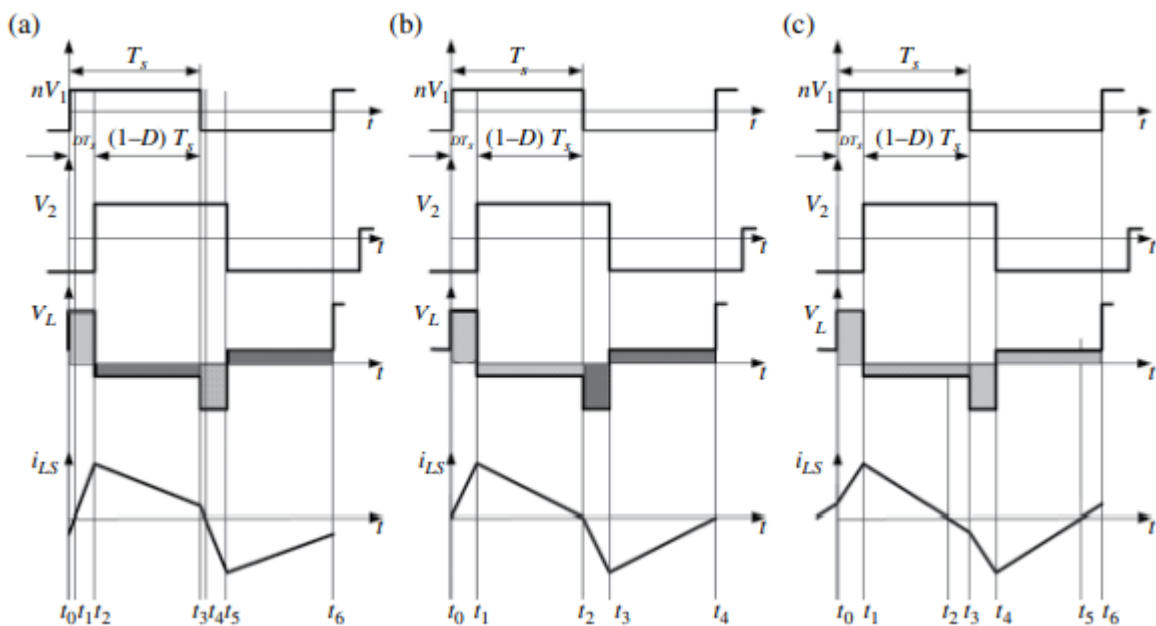 (a) (b) (c)
T_s T_s T_s
nV_1 nV_1 nV_1
t t t
DT_s (1–D) T_s DT_s (1–D) T_s DT_s (1–D) T_s
V_2 V_2 V_2
t t t
V_L V_L V_L
t t t
i_LS i_LS i_LS
t t t
t_0 t_1 t_2 t_3 t_4 t_5 t_6 t_0 t_1 t_2 t_3 t_4 t_0 t_1 t_2 t_3 t_4 t_5 t_6